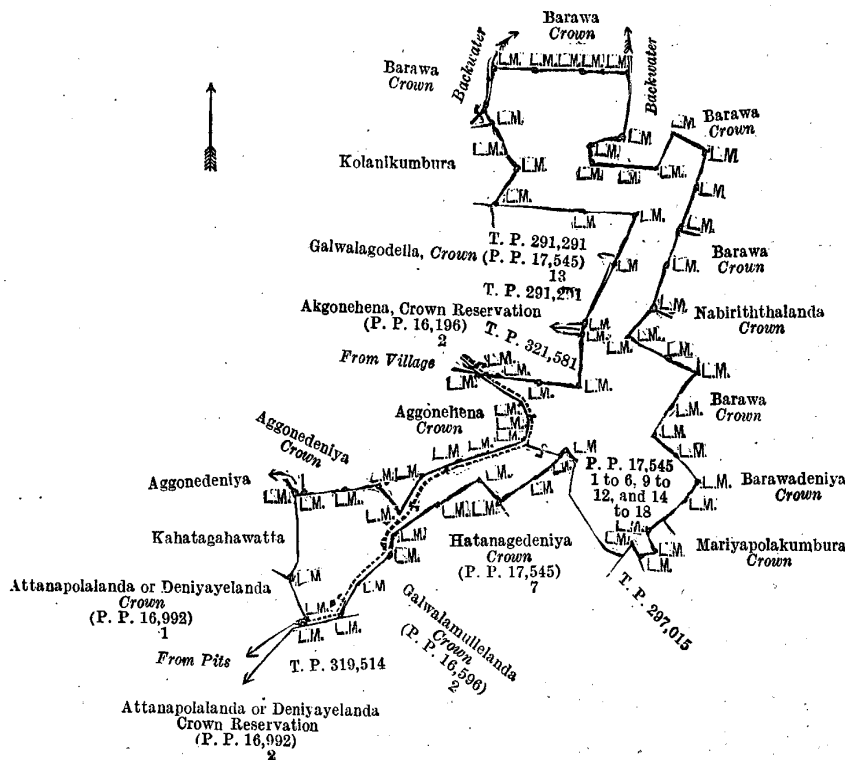 Barawa
Crown
Backwater
Barawa
Crown
L.M. L.M. L.M. L.M. L.M.
Backwater
L.M.
L.M.
L.M.
Barawa
Crown
L.M.
L.M.
Kolanikumbura
L.M.
L.M.
L.M.
L.M.
L.M.
L.M.
L.M.
L.M.
L.M.
Galwalagodella, Crown
T. P. 291,291
(P. P. 17,545)
13
T. P. 291,291
L.M.
L.M.
L.M.
Barawa
Crown
Akgonehena, Crown Reservation
(P. P. 16,196)
2
T. P. 321,581
L.M.
L.M.
L.M.
L.M.
L.M.
Nabiriththalanda
Crown
From Village
L.M.
L.M.
L.M.
L.M.
L.M.
L.M.
Aggonehena
Crown
L.M.
L.M.
L.M.
L.M.
Barawa
Crown
Aggonedeniya
Crown
L.M.
L.M.
L.M.
L.M.
Aggonedeniya
L.M.
L.M.
L.M.
L.M.
L.M.
P. P. 17,545
1 to 6, 9 to
12, and 14
to 18
L.M.
Barawadeniya
Crown
Kahatagahawatta
L.M.
L.M.
L.M.
L.M.
L.M.
Hatanagedeniya
Crown
(P. P. 17,545)
7
L.M.
L.M.
L.M.
L.M.
Mariyapolakumbura
Crown
T. P. 297,015
Attanapolalanda or Deniyayelanda
Crown
(P. P. 16,992)
1
L.M.
L.M.
L.M.
L.M.
L.M.
Galwalamullelanda
Crown
(P. P. 16,596)
2
From Pits
T. P. 319,514
Attanapolalanda or Deniyayelanda
Crown Reservation
(P. P. 16,992)
2